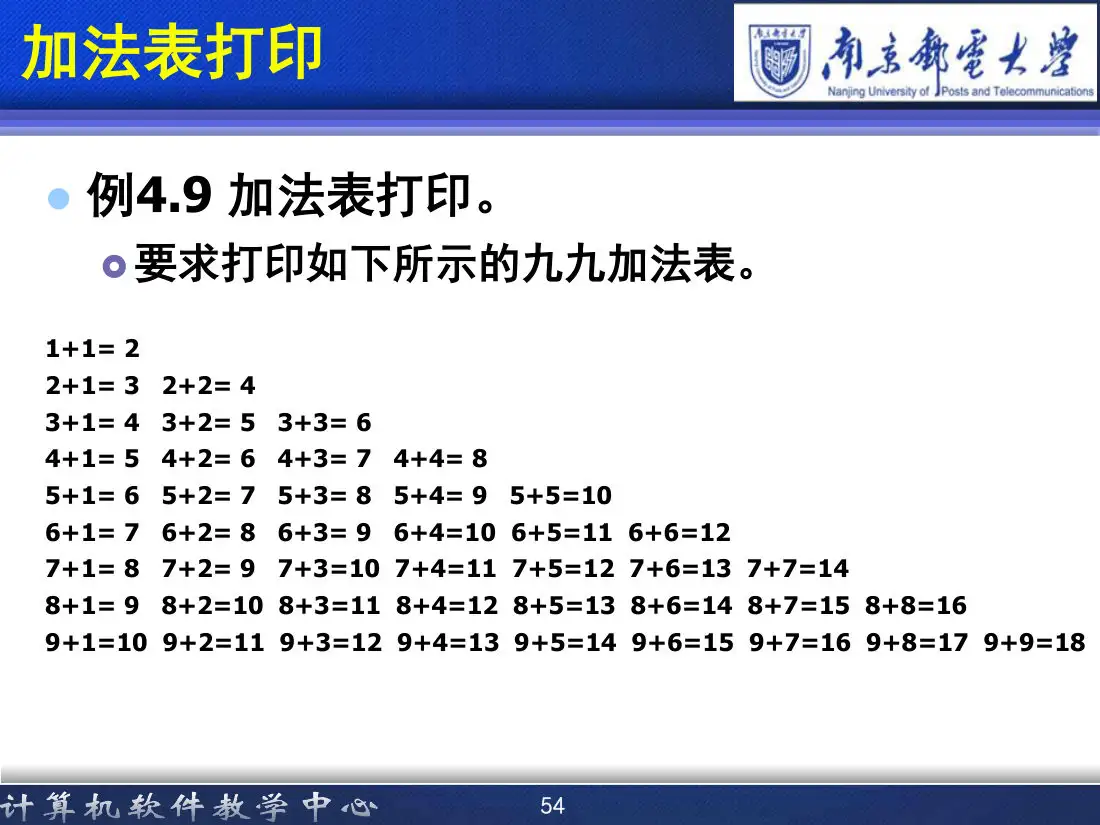 加法表打印
南京邮电大学
南京郵電大学
Nanjing University of Posts and Telecommunications
例4.9 加法表打印。
要求打印如下所示的九九加法表。
1+1= 2
2+1= 3 2+2= 4
3+1= 4 3+2= 5 3+3= 6
4+1= 5 4+2= 6 4+3= 7 4+4= 8
5+1= 6 5+2= 7 5+3= 8 5+4= 9 5+5=10
6+1= 7 6+2= 8 6+3= 9 6+4=10 6+5=11 6+6=12
7+1= 8 7+2= 9 7+3=10 7+4=11 7+5=12 7+6=13 7+7=14
8+1= 9 8+2=10 8+3=11 8+4=12 8+5=13 8+6=14 8+7=15 8+8=16
9+1=10 9+2=11 9+3=12 9+4=13 9+5=14 9+6=15 9+7=16 9+8=17 9+9=18
计算机软件教学中心
54